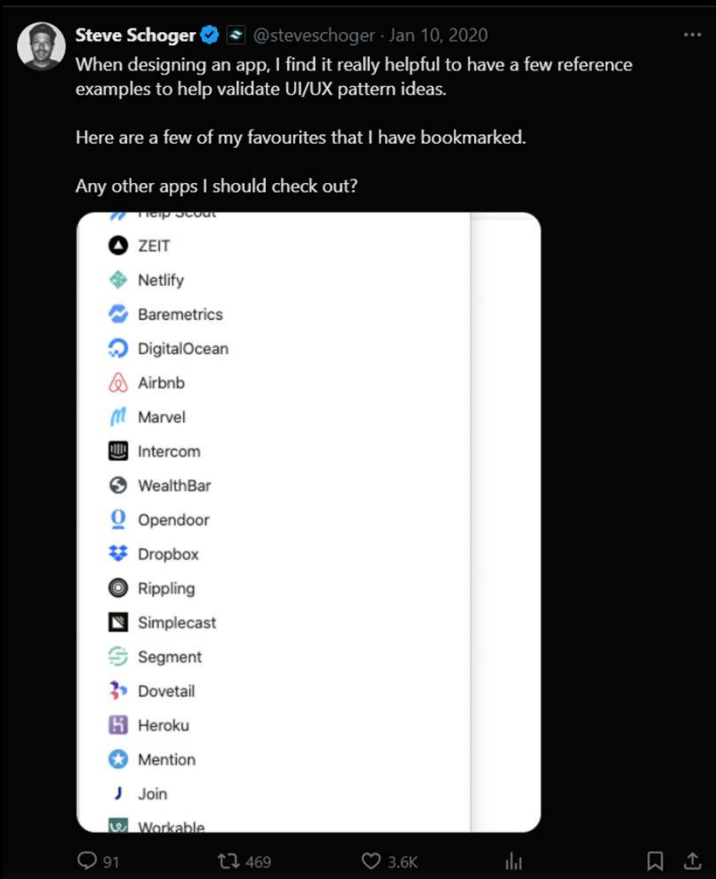 Steve Schoger @steveschoger · Jan 10, 2020
When designing an app, I find it really helpful to have a few reference
examples to help validate UI/UX pattern ideas.
Here are a few of my favourites that I have bookmarked.
Any other apps I should check out?
Help Scout
ZEIT
Netlify
Baremetrics
DigitalOcean
Airbnb
Marvel
Intercom
WealthBar
Opendoor
Dropbox
Rippling
Simplecast
Segment
Dovetail
Heroku
Mention
Join
Workable
91 469 3.6K